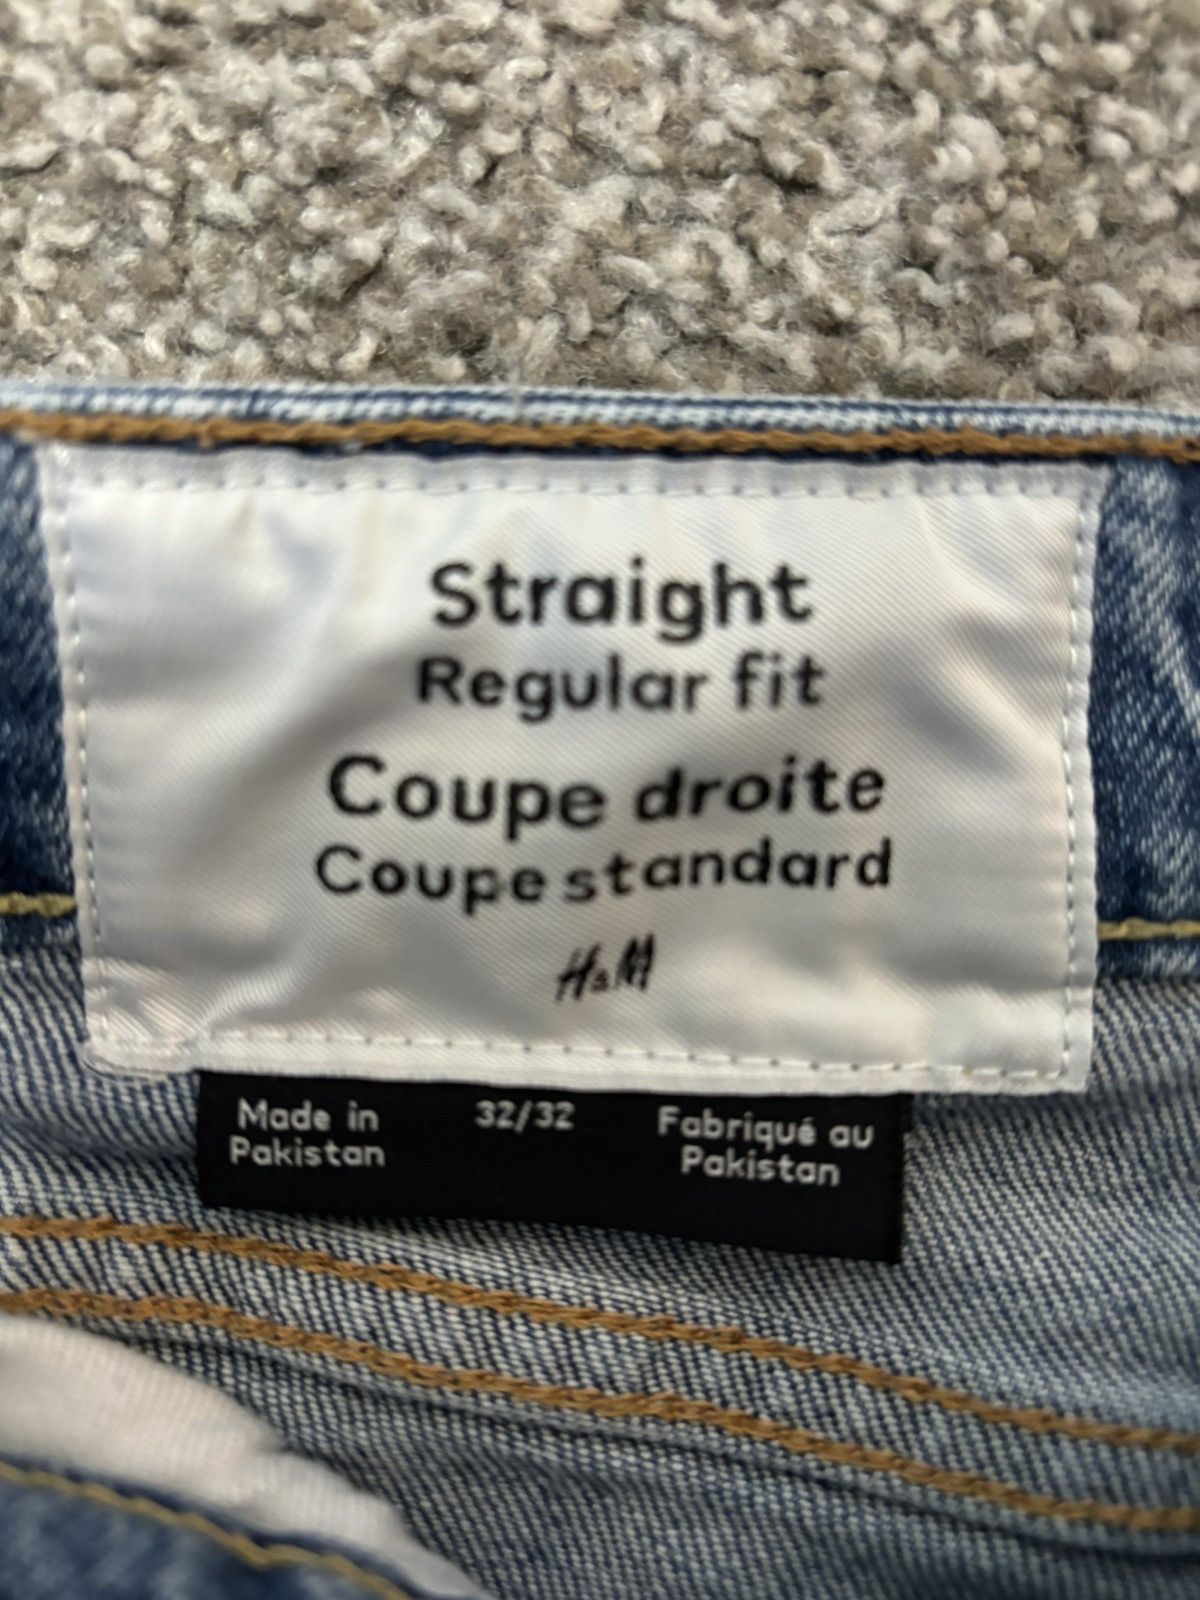 Straight
Regular fit
Coupe droite
Coupe standard
H&M
Made in
Pakistan
32/32
Fabriqué au
Pakistan